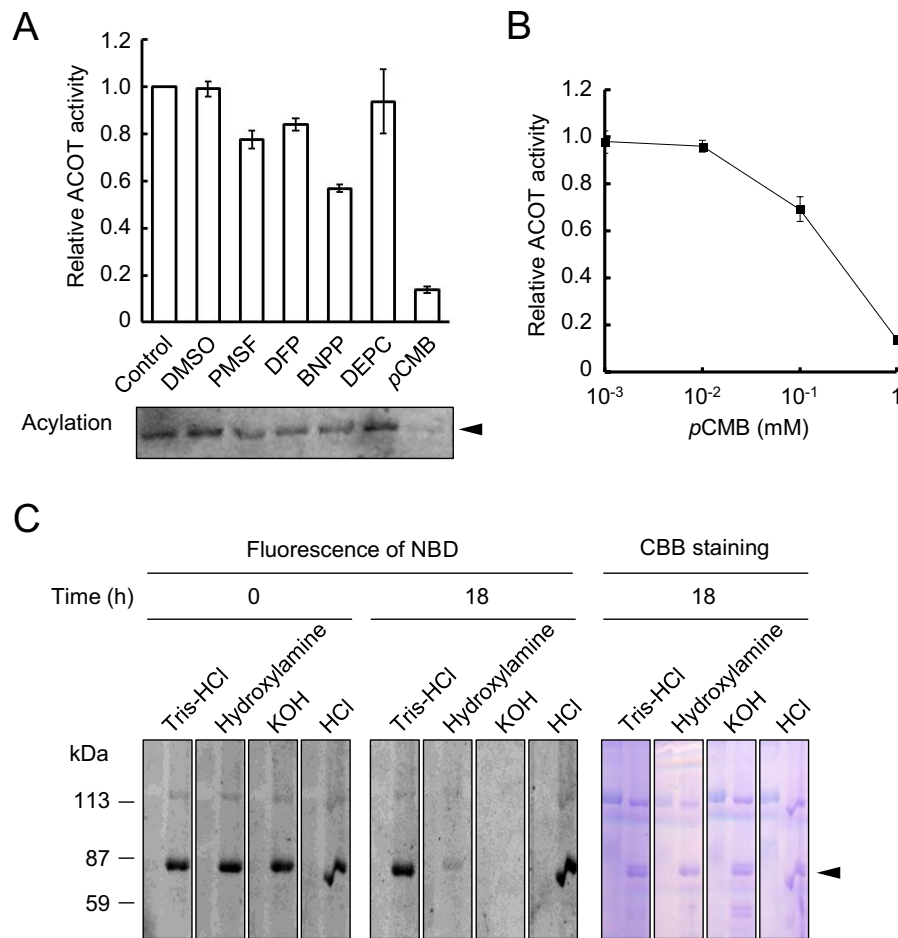 A
Relative ACOT activity
1.2
1.0
0.8
0.6
0.4
0.2
0
Control
DMSO
PMSF
DFP
BNPP
DEPC
pCMB
Acylation
B
Relative ACOT activity
1.2
1.0
0.8
0.6
0.4
0.2
0
10⁻³
10⁻²
10⁻¹
1
pCMB (mM)
C
Fluorescence of NBD
CBB staining
Time (h)
0
18
18
Tris-HCl
Hydroxylamine
KOH
HCl
Tris-HCl
Hydroxylamine
KOH
HCl
Tris-HCl
Hydroxylamine
KOH
HCl
kDa
113
87
59